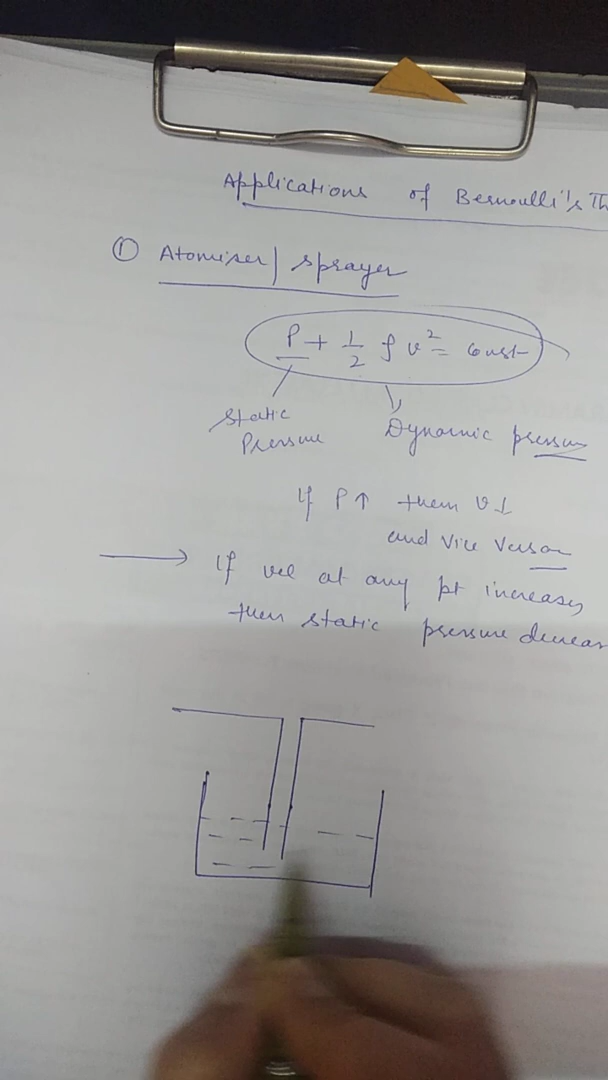 Applications of Bernoulli's Th
① Atomiser / sprayer
P + 1/2 ρ v² = const
static Pressure
Dynamic pressure
If P↑ then v↓
and vice versa
→ If vel at any pt increases,
then static pressure decreas